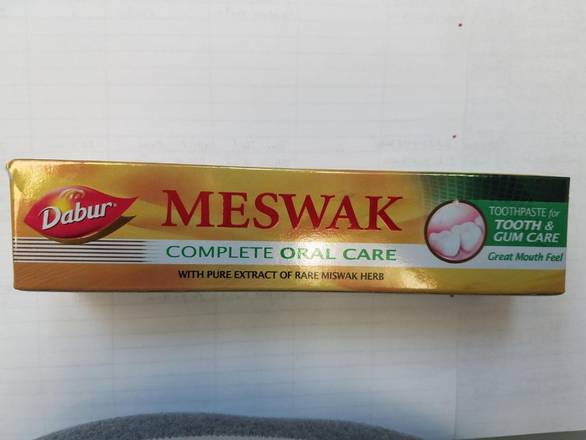 Dabur
MESWAK
COMPLETE ORAL CARE
WITH PURE EXTRACT OF RARE MISWAK HERB
TOOTHPASTE for
TOOTH &
GUM CARE
Great Mouth Feel